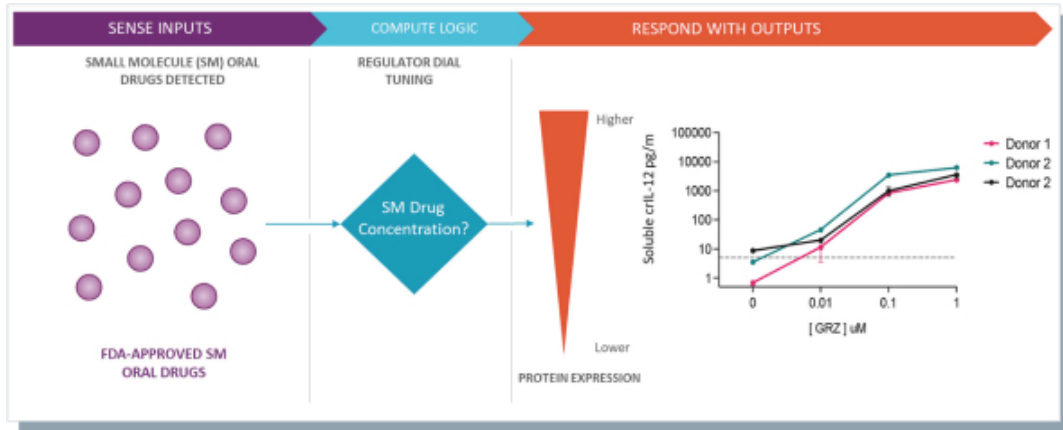 SENSE INPUTS
COMPUTE LOGIC
RESPOND WITH OUTPUTS
SMALL MOLECULE (SM) ORAL
DRUGS DETECTED
FDA-APPROVED SM
ORAL DRUGS
REGULATOR DIAL
TUNING
SM Drug
Concentration?
Higher
Lower
PROTEIN EXPRESSION
Soluble crIL-12 pg/m
100000
10000
1000
100
10
1
0
0.01
0.1
1
[ GRZ ] uM
Donor 1
Donor 2
Donor 2